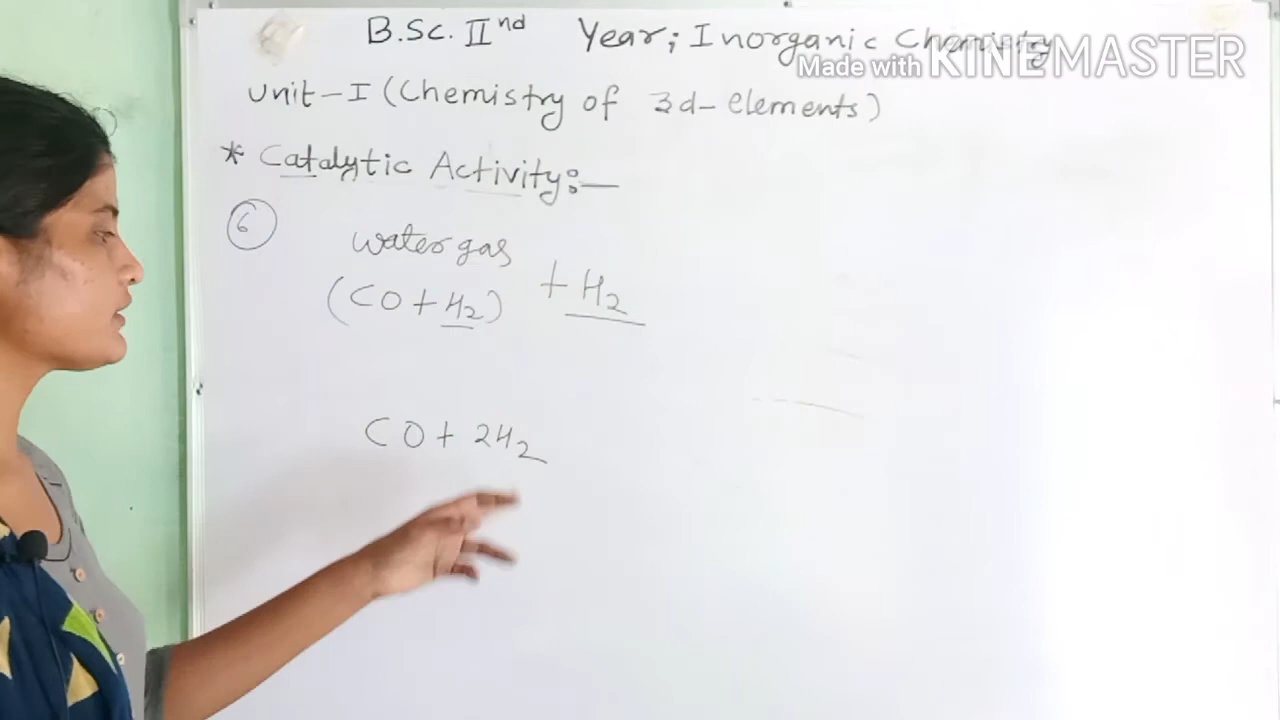 B.Sc. IInd Year; Inorganic Chemistry
Made with KINEMASTER
Unit-I (Chemistry of 3d-elements)
* Catalytic Activity:—
6
water gas
(CO + H2) + H2
CO + 2H2